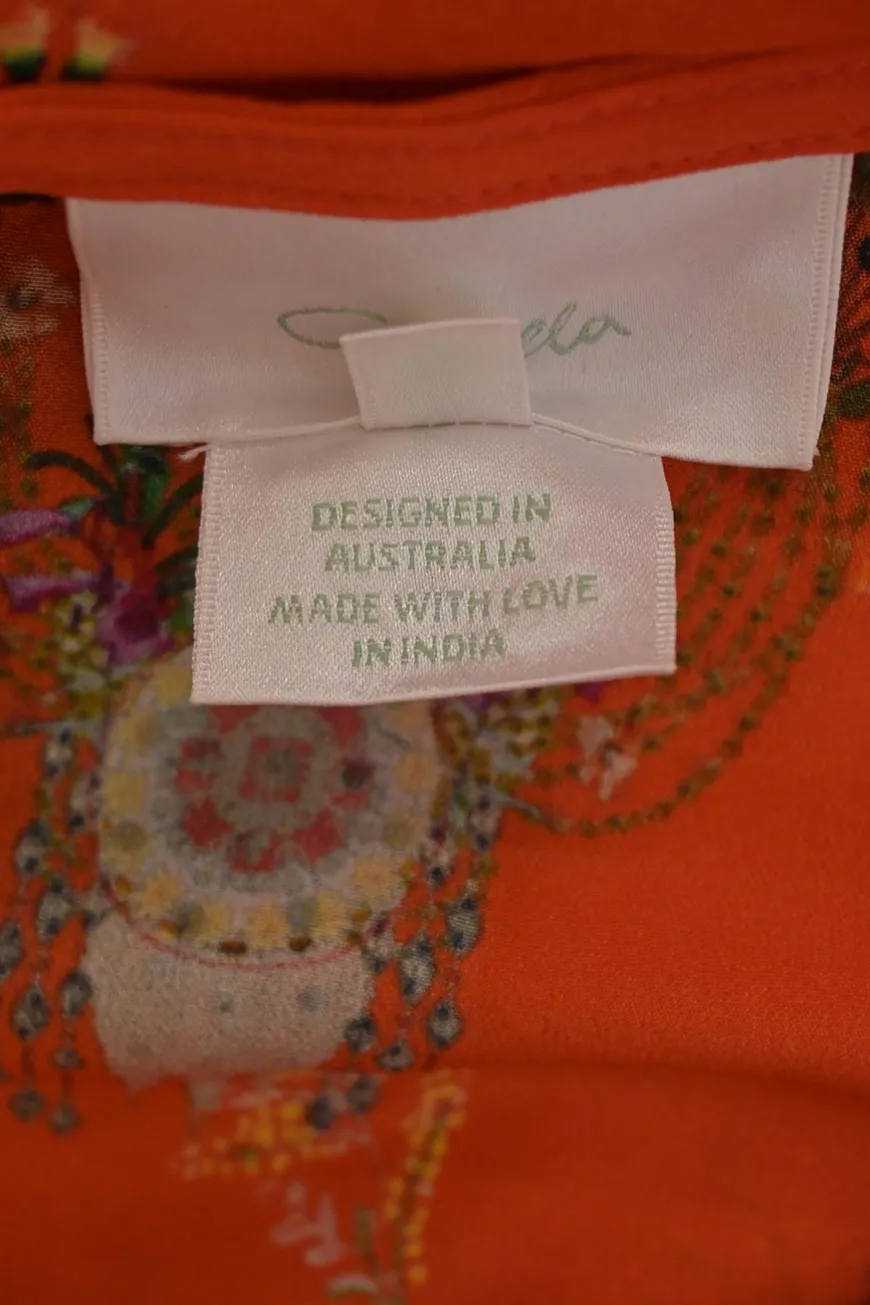 DESIGNED IN
AUSTRALIA
MADE WITH LOVE
IN INDIA